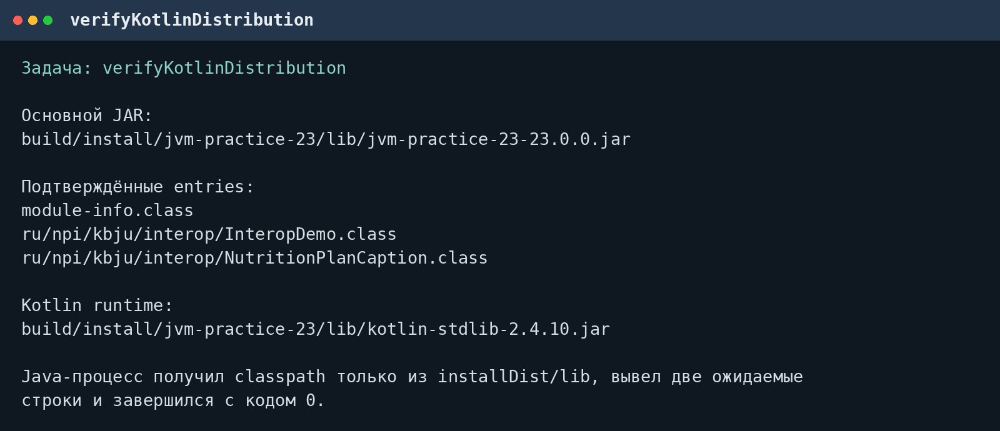 verifyKotlinDistribution
Задача: verifyKotlinDistribution
Основной JAR:
build/install/jvm-practice-23/lib/jvm-practice-23-23.0.0.jar
Подтверждённые entries:
module-info.class
ru/npi/kbju/interop/InteropDemo.class
ru/npi/kbju/interop/NutritionPlanCaption.class
Kotlin runtime:
build/install/jvm-practice-23/lib/kotlin-stdlib-2.4.10.jar
Java-процесс получил classpath только из installDist/lib, вывел две ожидаемые
строки и завершился с кодом 0.